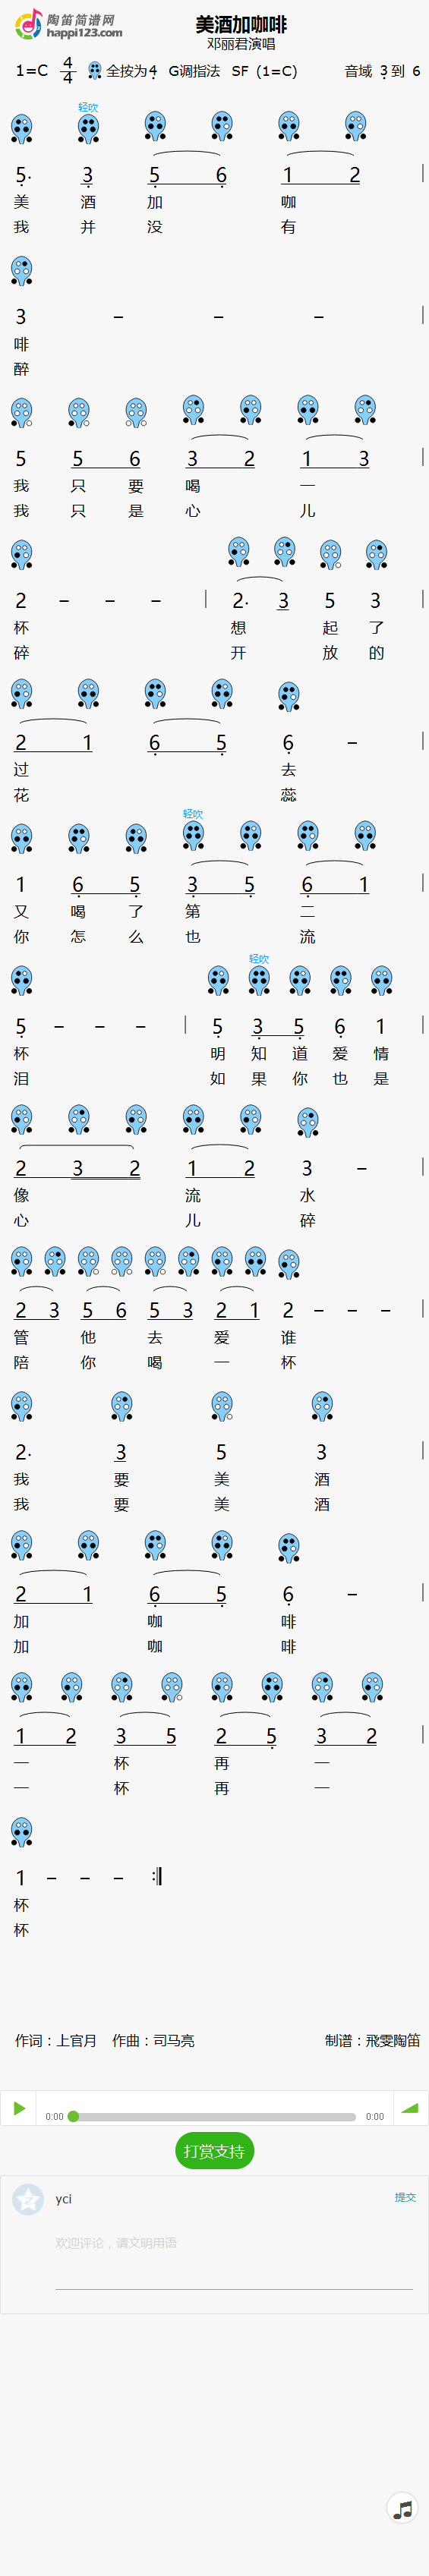 陶笛简谱网
happi123.com
美酒加咖啡
邓丽君演唱
1=C 4/4 全按为4̣ G调指法 SF (1=C) 音域 3̣ 到 6
轻吹
5̣· 3̣ 5̣ 6̣ 1 2 |
美 酒 加 咖
我 并 没 有
3 - - - |
啡
醉
5 5 6 3 2 1 3 |
我 只 要 喝 一
我 只 是 心 儿
2 - - - | 2· 3 5 3 |
杯 想 起 了
碎 开 放 的
2 1 6̣ 5̣ 6̣ - |
过 去
花 蕊
轻吹
1 6̣ 5̣ 3̣ 5̣ 6̣ 1 |
又 喝 了 第 二
你 怎 么 也 流
轻吹
5̣ - - - | 5̣ 3̣ 5̣ 6̣ 1 |
杯 明 知 道 爱 情
泪 如 果 你 也 是
2 3 2 1 2 3 - |
像 流 水
心 儿 碎
2 3 5 6 5 3 2 1 2 - - - |
管 他 去 爱 谁
陪 你 喝 一 杯
2· 3 5 3 |
我 要 美 酒
我 要 美 酒
2 1 6̣ 5̣ 6̣ - |
加 咖 啡
加 咖 啡
1 2 3 5 2 5̣ 3 2 |
一 杯 再 一
一 杯 再 一
1 - - - :||
杯
杯
作词：上官月 作曲：司马亮 制谱：飛雯陶笛
0:00 0:00
打赏支持
yci 提交
欢迎评论，请文明用语